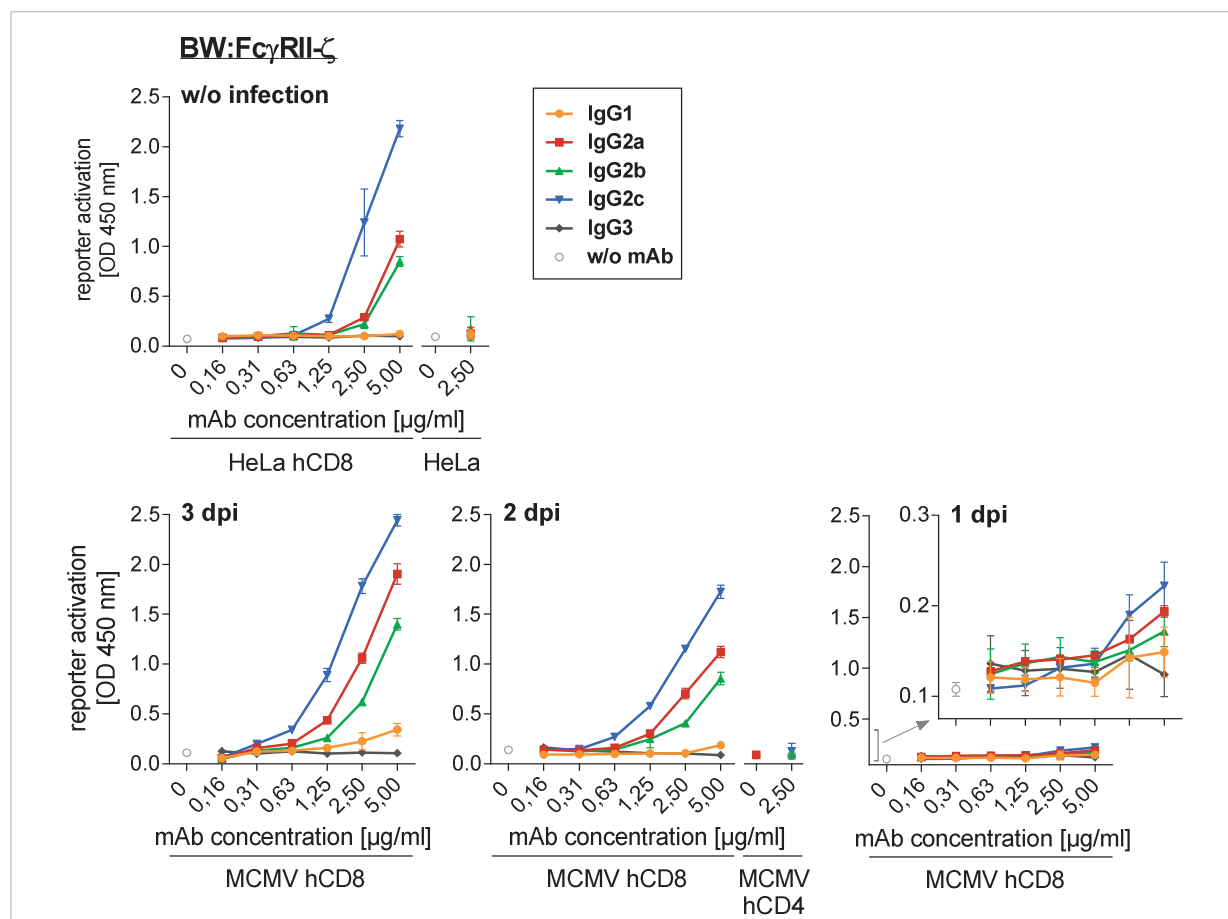 BW:FcγRII-ζ
w/o infection
2.5
2.0
1.5
1.0
0.5
0.0
reporter activation
[OD 450 nm]
0 0,16 0,31 0,63 1,25 2,50 5,00 0 2,50
mAb concentration [µg/ml]
HeLa hCD8 HeLa
IgG1
IgG2a
IgG2b
IgG2c
IgG3
w/o mAb
3 dpi
2.5
2.0
1.5
1.0
0.5
0.0
reporter activation
[OD 450 nm]
0 0,16 0,31 0,63 1,25 2,50 5,00
mAb concentration [µg/ml]
MCMV hCD8
2 dpi
2.5
2.0
1.5
1.0
0.5
0.0
0 0,16 0,31 0,63 1,25 2,50 5,00 0 2,50
mAb concentration [µg/ml]
MCMV hCD8 MCMV
hCD4
1 dpi
2.5
2.0
1.5
1.0
0.5
0.3
0.2
0.1
0 0,16 0,31 0,63 1,25 2,50 5,00
mAb concentration [µg/ml]
MCMV hCD8